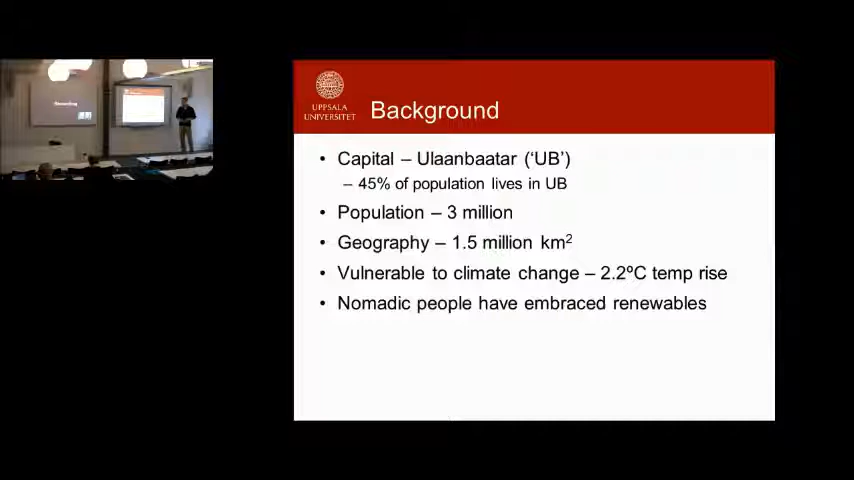 UPPSALA
UNIVERSITET
Background
• Capital – Ulaanbaatar (‘UB’)
– 45% of population lives in UB
• Population – 3 million
• Geography – 1.5 million km²
• Vulnerable to climate change – 2.2ºC temp rise
• Nomadic people have embraced renewables